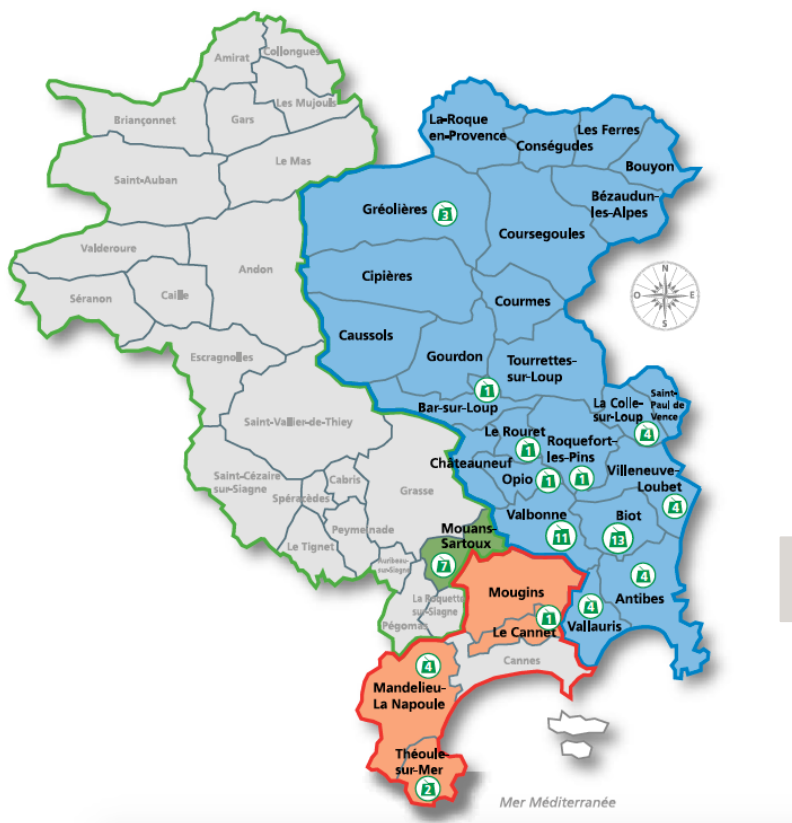 Collongues
Amirat
Les Mujouls
Briançonnet
Gars
La Roque
en-Provence
Les Ferres
Conségudes
Bouyon
Le Mas
Saint-Auban
Bézaudun-
les-Alpes
Gréolières
3
Coursegoules
Valderoure
Andon
Cipières
N
O
E
S
Séranon
Caille
Courmes
Caussols
Escragnolles
Gourdon
Tourrettes-
sur-Loup
1
Bar-sur-Loup
Saint-
Paul de
Vence
La Colle-
sur-Loup
4
Saint-Vallier-de-Thiey
Le Rouret
1
Roquefort-
les-Pins
1
Châteauneuf
Opio
1
Villeneuve-
Loubet
4
Saint-Cézaire
sur-Siagne
Cabris
Spéracèdes
Grasse
Valbonne
11
Biot
13
Peymeinade
Mouans-
Sartoux
7
Le Tignet
Auribeau-
sur-Siagne
4
Antibes
La Roquette
sur-Siagne
Mougins
4
Vallauris
Pégomas
1
Le Cannet
Cannes
4
Mandelieu-
La Napoule
Théoule-
sur-Mer
2
Mer Méditerranée